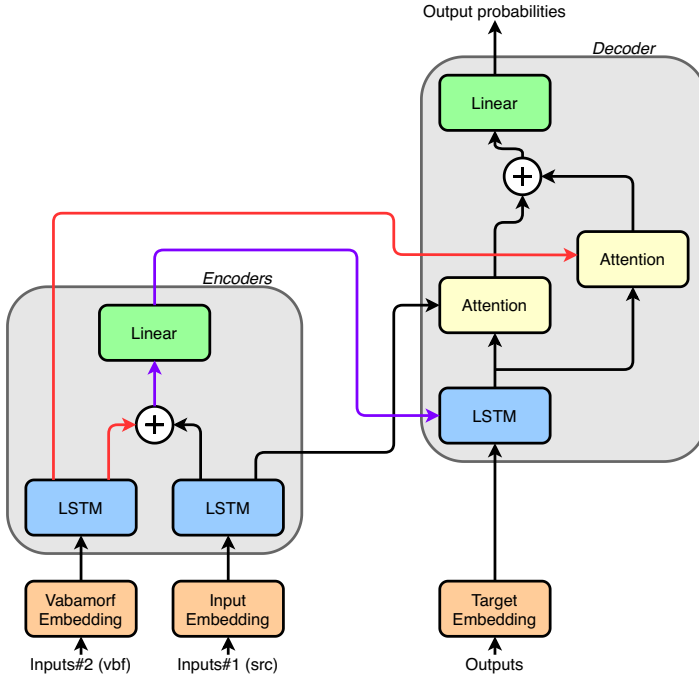 Output probabilities
Decoder
Linear
Attention
Encoders
Attention
Linear
LSTM
LSTM
LSTM
Vabamorf
Embedding
Input
Embedding
Target
Embedding
Inputs#2 (vbf)
Inputs#1 (src)
Outputs